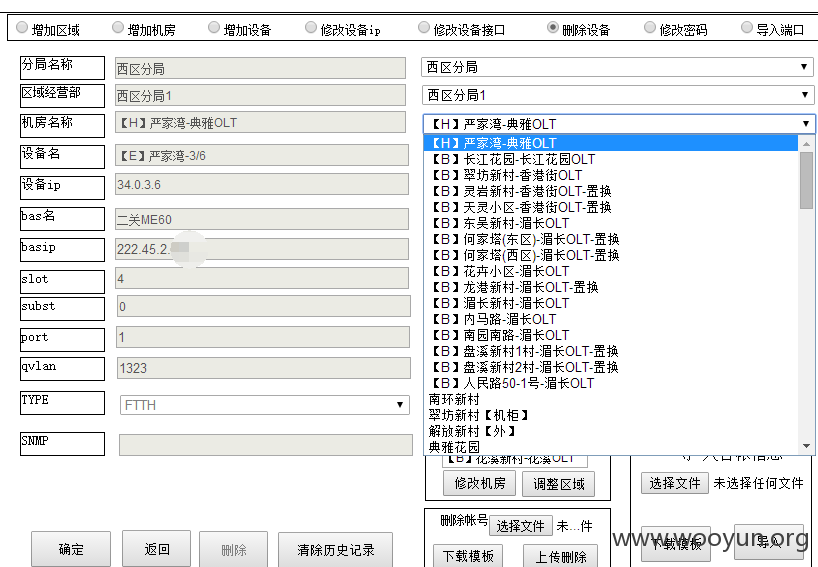 增加区域 增加机房 增加设备 修改设备ip 修改设备接口 删除设备 修改密码 导入端口
分局名称 西区分局 西区分局
区域经营部 西区分局1 西区分局1
机房名称 【H】严家湾-典雅OLT 【H】严家湾-典雅OLT
【H】严家湾-典雅OLT
设备名 【E】严家湾-3/6 【B】长江花园-长江花园OLT
【B】翠坊新村-香港街OLT
设备ip 34.0.3.6 【B】灵岩新村-香港街OLT-置换
【B】天灵小区-香港街OLT-置换
bas名 二关ME60 【B】东吴新村-湄长OLT
【B】何家塔(东区)-湄长OLT-置换
basip 222.45.2. 【B】何家塔(西区)-湄长OLT-置换
【B】花卉小区-湄长OLT
slot 4 【B】龙港新村-湄长OLT-置换
【B】湄长新村-湄长OLT
subst 0 【B】内马路-湄长OLT
port 1 【B】南园南路-湄长OLT
【B】盘溪新村1村-湄长OLT-置换
qvlan 1323 【B】盘溪新村2村-湄长OLT-置换
【B】人民路50-1号-湄长OLT
TYPE FTTH 南环新村
翠坊新村【机柜】
解放新村【外】
SNMP 典雅花园
【B】花溪新村-花溪OLT
修改机房 调整区域 选择文件 未选择任何文件
删除帐号 选择文件 未...件
确定 返回 删除 清除历史记录 下载模板 上传删除 下载模板 导入
www.wooyun.org